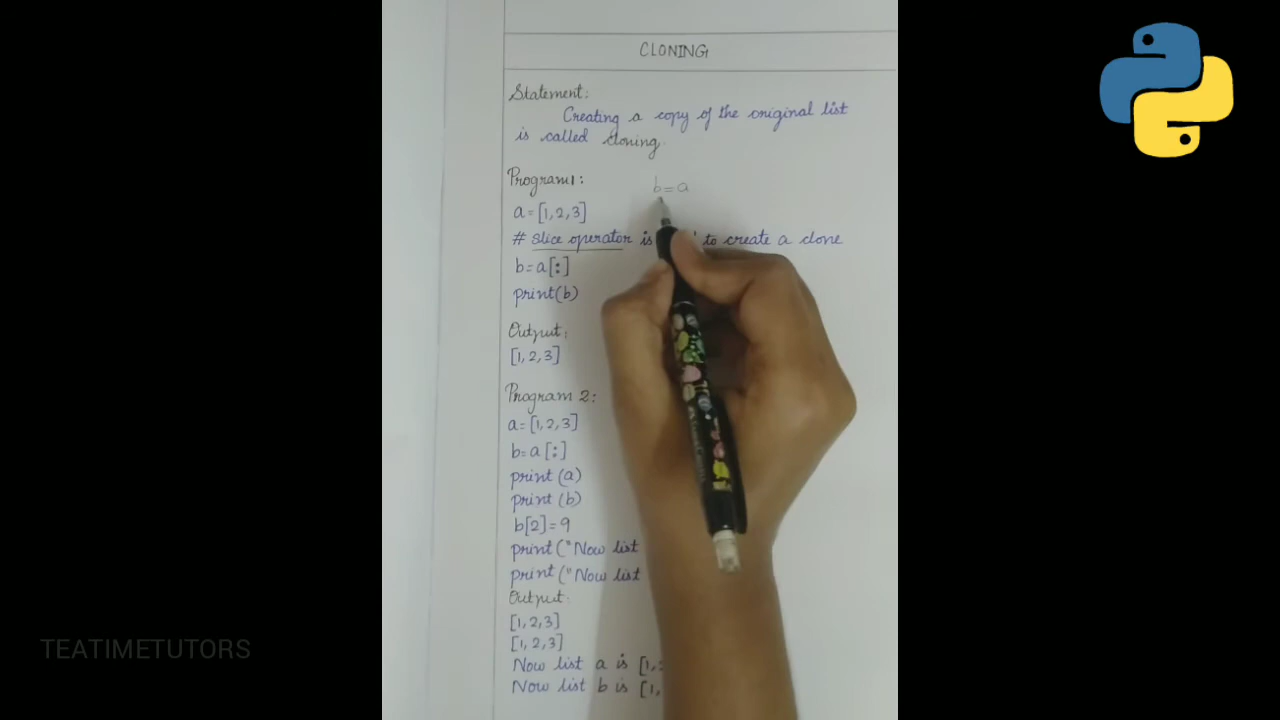 CLONING
Statement:
Creating a copy of the original list
is called cloning.
Program1:
b=a
a=[1,2,3]
# Slice operator is to create a clone
b=a[:]
print(b)
Output:
[1,2,3]
Program 2:
a=[1,2,3]
b=a[:]
print(a)
print(b)
b[2]=9
print("Now list
print("Now list
Output:
[1,2,3]
[1,2,3]
Now list a is [1,
Now list b is [1,
TEATIMETUTORS